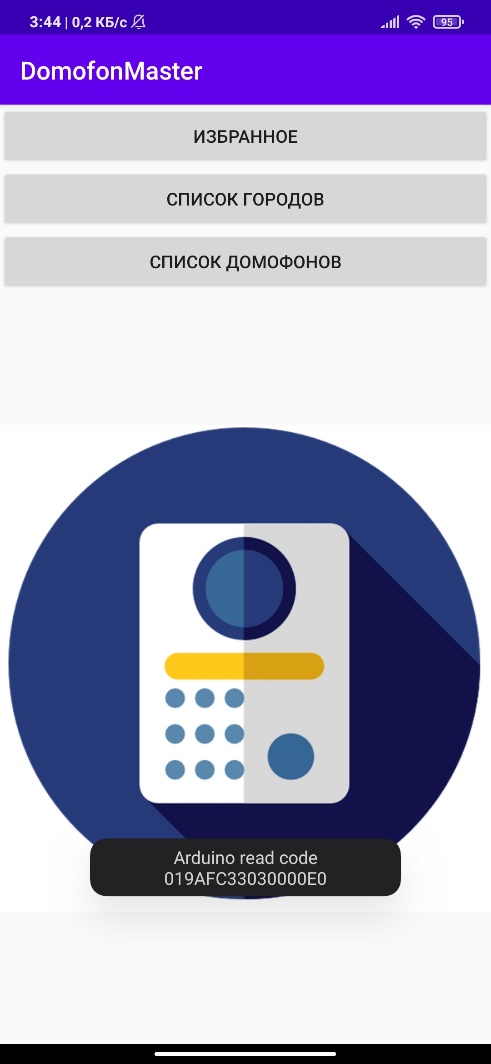 3:44 | 0,2 КБ/с
95
DomofonMaster
ИЗБРАННОЕ
СПИСОК ГОРОДОВ
СПИСОК ДОМОФОНОВ
Arduino read code
019AFC33030000E0